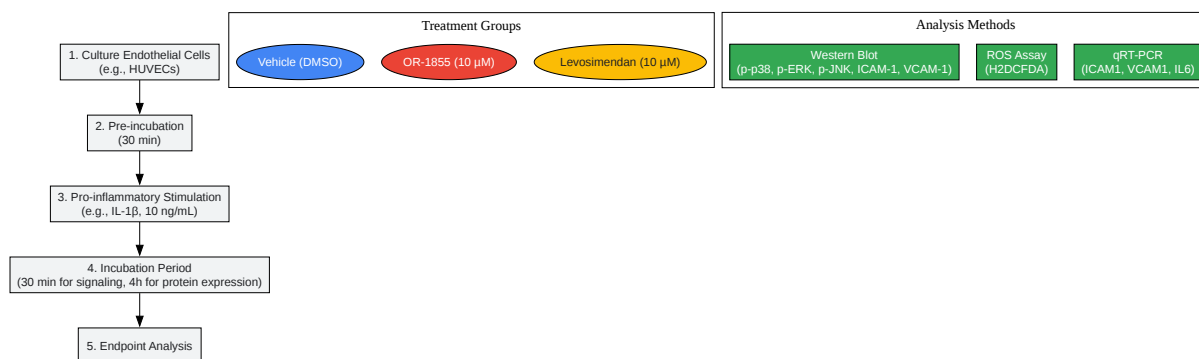 1. Culture Endothelial Cells
(e.g., HUVECs)
2. Pre-incubation
(30 min)
3. Pro-inflammatory Stimulation
(e.g., IL-1β, 10 ng/mL)
4. Incubation Period
(30 min for signaling, 4h for protein expression)
5. Endpoint Analysis
Treatment Groups
Vehicle (DMSO)
OR-1855 (10 µM)
Levosimendan (10 µM)
Analysis Methods
Western Blot
(p-p38, p-ERK, p-JNK, ICAM-1, VCAM-1)
ROS Assay
(H2DCFDA)
qRT-PCR
(ICAM1, VCAM1, IL6)